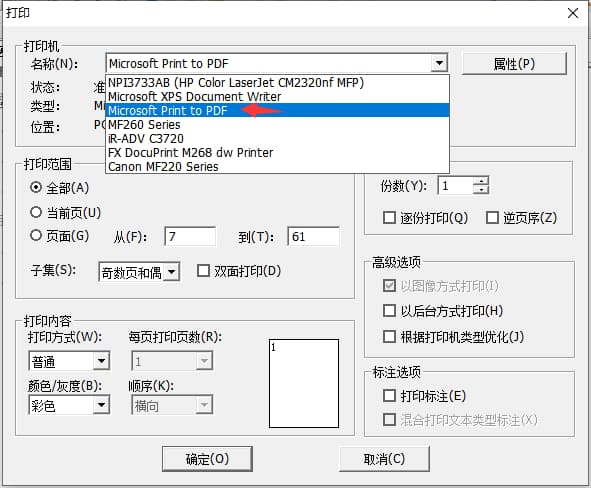 打印
打印机
名称(N):
Microsoft Print to PDF
属性(P)
NPI3733AB (HP Color LaserJet CM2320nf MFP)
Microsoft XPS Document Writer
Microsoft Print to PDF
MF260 Series
iR-ADV C3720
FX DocuPrint M268 dw Printer
Canon MF220 Series
状态:
类型:
位置:
打印范围
全部(A)
当前页(U)
页面(G)
从(F):
7
到(T):
61
子集(S):
奇数页和偶
双面打印(D)
份数(Y):
1
逐份打印(Q)
逆页序(Z)
高级选项
以图像方式打印(I)
以后台方式打印(H)
根据打印机类型优化(J)
打印内容
打印方式(W):
每页打印页数(R):
普通
1
颜色/灰度(B):
顺序(K):
彩色
横向
1
标注选项
打印标注(E)
混合打印文本类型标注(X)
确定(O)
取消(C)